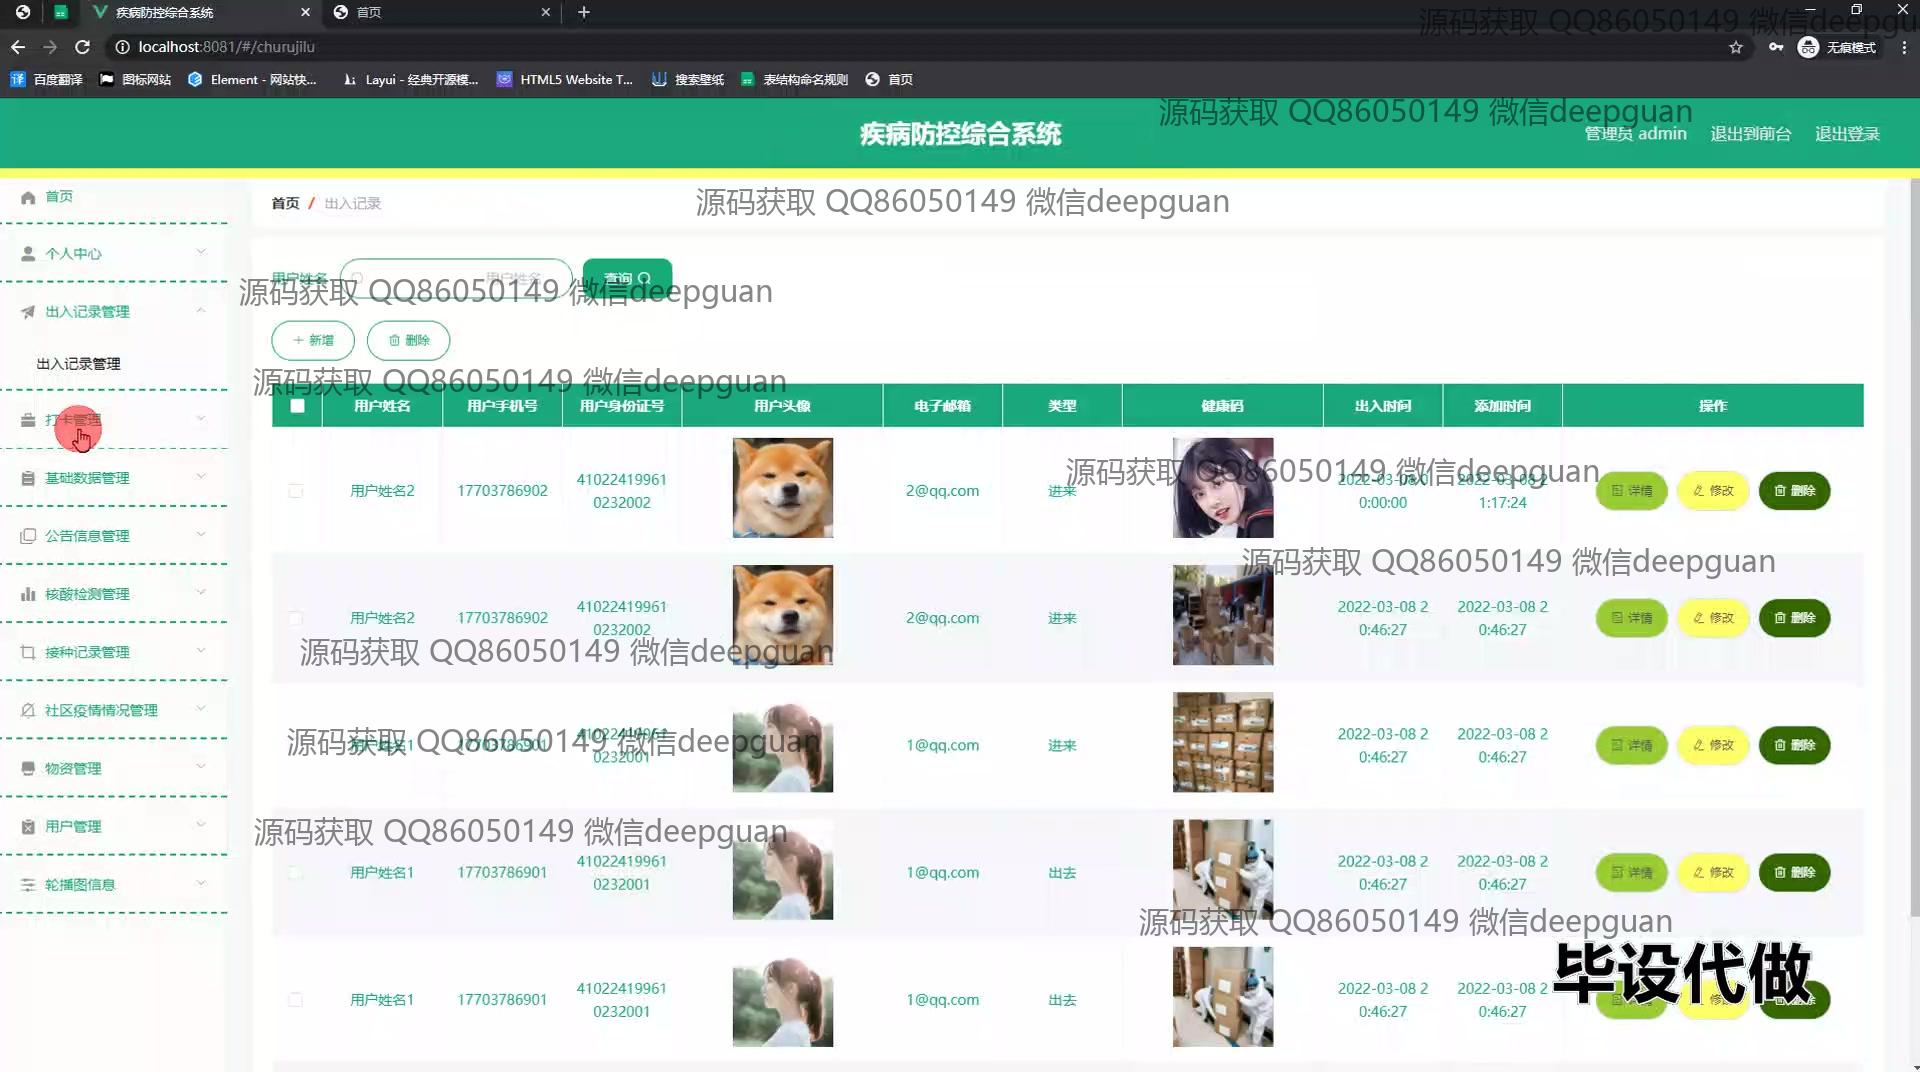 疾病防控综合系统
首页
localhost:8081/#/churujilu
无痕模式
百度翻译
图标网站
Element - 网站快...
Layui - 经典开源模...
HTML5 Website T...
搜索壁纸
表结构命名规则
首页
源码获取 QQ86050149 微信deepgu
源码获取 QQ86050149 微信deepguan
疾病防控综合系统
管理员 admin
退出到前台
退出登录
首页
个人中心
出入记录管理
出入记录管理
打卡管理
基础数据管理
公告信息管理
核酸检测管理
接种记录管理
社区疫情情况管理
物资管理
用户管理
轮播图信息
首页 / 出入记录
源码获取 QQ86050149 微信deepguan
用户姓名
用户姓名
查询
源码获取 QQ86050149 微信deepguan
新增
删除
源码获取 QQ86050149 微信deepguan
用户姓名 用户手机号 用户身份证号 用户头像 电子邮箱 类型 健康码 出入时间 添加时间 操作
源码获取 QQ86050149 微信deepguan
用户姓名2 17703786902 41022419961
0232002
2@qq.com 进来 2022-03-08 0
0:00:00
2022-03-08 2
1:17:24
详情 修改 删除
源码获取 QQ86050149 微信deepguan
用户姓名2 17703786902 41022419961
0232002
2@qq.com 进来 2022-03-08 2
0:46:27
2022-03-08 2
0:46:27
详情 修改 删除
源码获取 QQ86050149 微信deepguan
源码获取 QQ86050149 微信deepguan
用户姓名1 17703786901 41022419961
0232001
1@qq.com 进来 2022-03-08 2
0:46:27
2022-03-08 2
0:46:27
详情 修改 删除
源码获取 QQ86050149 微信deepguan
用户姓名1 17703786901 41022419961
0232001
1@qq.com 出去 2022-03-08 2
0:46:27
2022-03-08 2
0:46:27
详情 修改 删除
源码获取 QQ86050149 微信deepguan
用户姓名1 17703786901 41022419961
0232001
1@qq.com 出去 2022-03-08 2
0:46:27
2022-03-08 2
0:46:27
毕设代做